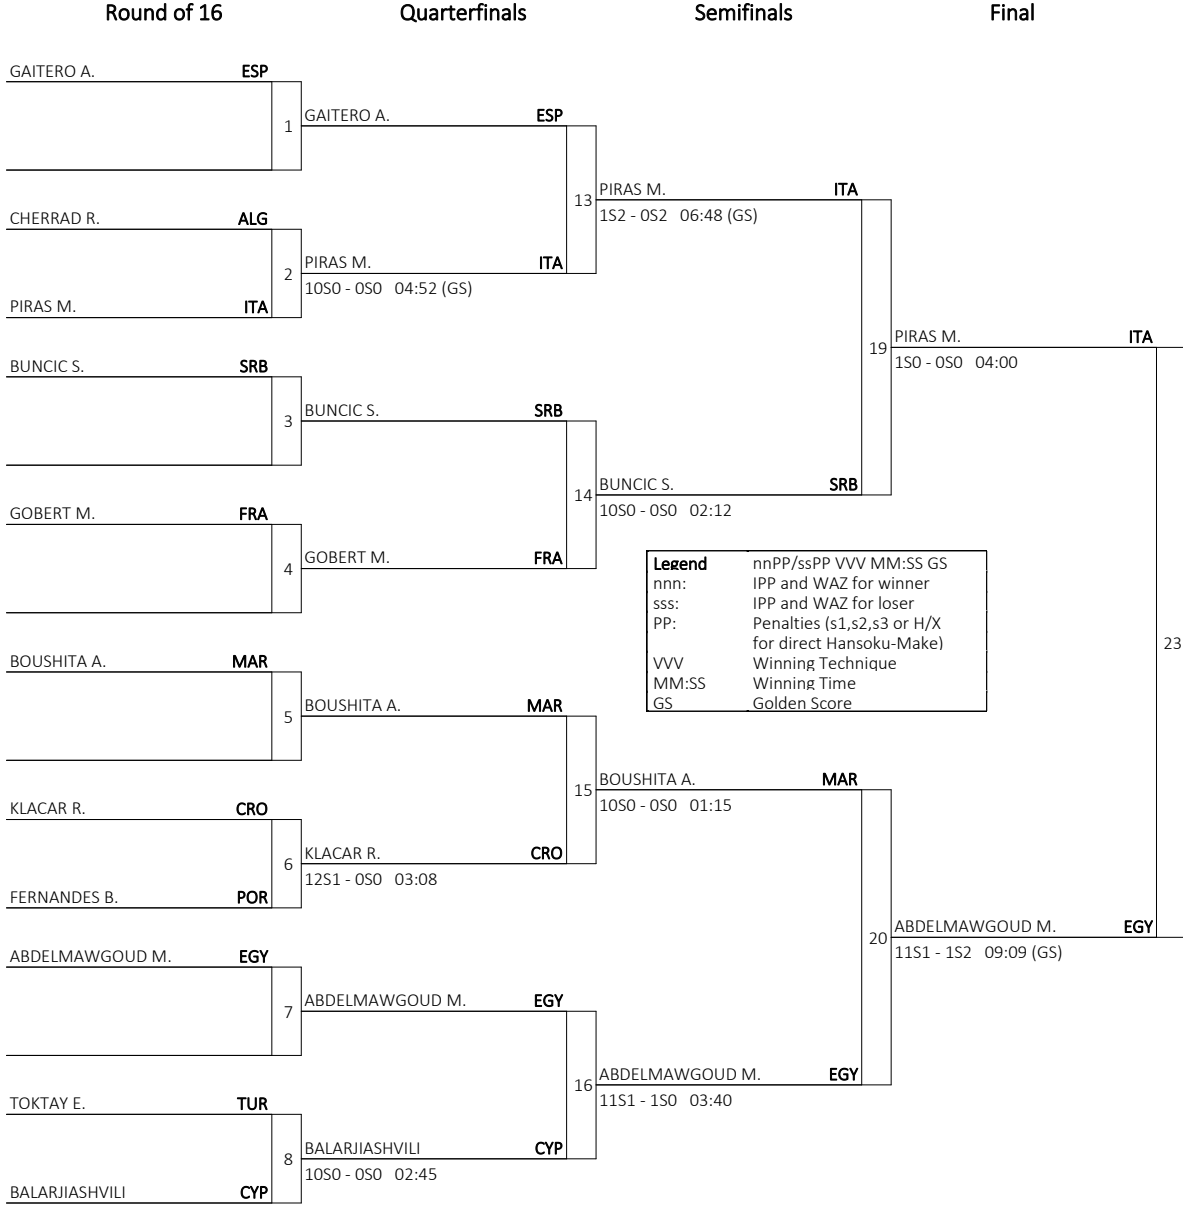 Round of 16 Quarterfinals Semifinals Final
GAITERO A. ESP
1 GAITERO A. ESP
13 PIRAS M. ITA
1S2 - 0S2 06:48 (GS)
CHERRAD R. ALG
2 PIRAS M. ITA
10S0 - 0S0 04:52 (GS)
PIRAS M. ITA
19 PIRAS M. ITA
1S0 - 0S0 04:00
BUNCIC S. SRB
3 BUNCIC S. SRB
14 BUNCIC S. SRB
10S0 - 0S0 02:12
GOBERT M. FRA
4 GOBERT M. FRA
Legend nnPP/ssPP VVV MM:SS GS
nnn: IPP and WAZ for winner
sss: IPP and WAZ for loser
PP: Penalties (s1,s2,s3 or H/X
for direct Hansoku-Make)
VVV Winning Technique
MM:SS Winning Time
GS Golden Score
23
BOUSHITA A. MAR
5 BOUSHITA A. MAR
15 BOUSHITA A. MAR
10S0 - 0S0 01:15
KLACAR R. CRO
6 KLACAR R. CRO
12S1 - 0S0 03:08
FERNANDES B. POR
20 ABDELMAWGOUD M. EGY
11S1 - 1S2 09:09 (GS)
ABDELMAWGOUD M. EGY
7 ABDELMAWGOUD M. EGY
16 ABDELMAWGOUD M. EGY
11S1 - 1S0 03:40
TOKTAY E. TUR
8 BALARJIASHVILI CYP
10S0 - 0S0 02:45
BALARJIASHVILI CYP